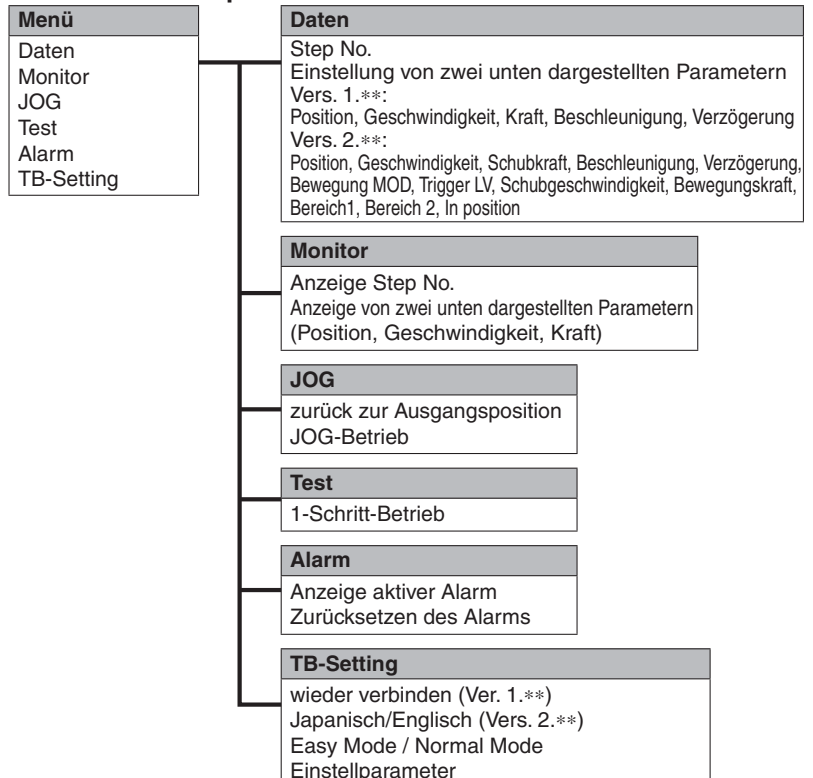 Menü
Daten
Monitor
JOG
Test
Alarm
TB-Setting
Daten
Step No.
Einstellung von zwei unten dargestellten Parametern
Vers. 1.**:
Position, Geschwindigkeit, Kraft, Beschleunigung, Verzögerung
Vers. 2.**:
Position, Geschwindigkeit, Schubkraft, Beschleunigung, Verzögerung,
Bewegung MOD, Trigger LV, Schubgeschwindigkeit, Bewegungskraft,
Bereich1, Bereich 2, In position
Monitor
Anzeige Step No.
Anzeige von zwei unten dargestellten Parametern
(Position, Geschwindigkeit, Kraft)
JOG
zurück zur Ausgangsposition
JOG-Betrieb
Test
1-Schritt-Betrieb
Alarm
Anzeige aktiver Alarm
Zurücksetzen des Alarms
TB-Setting
wieder verbinden (Ver. 1.**)
Japanisch/Englisch (Vers. 2.**)
Easy Mode / Normal Mode
Einstellparameter